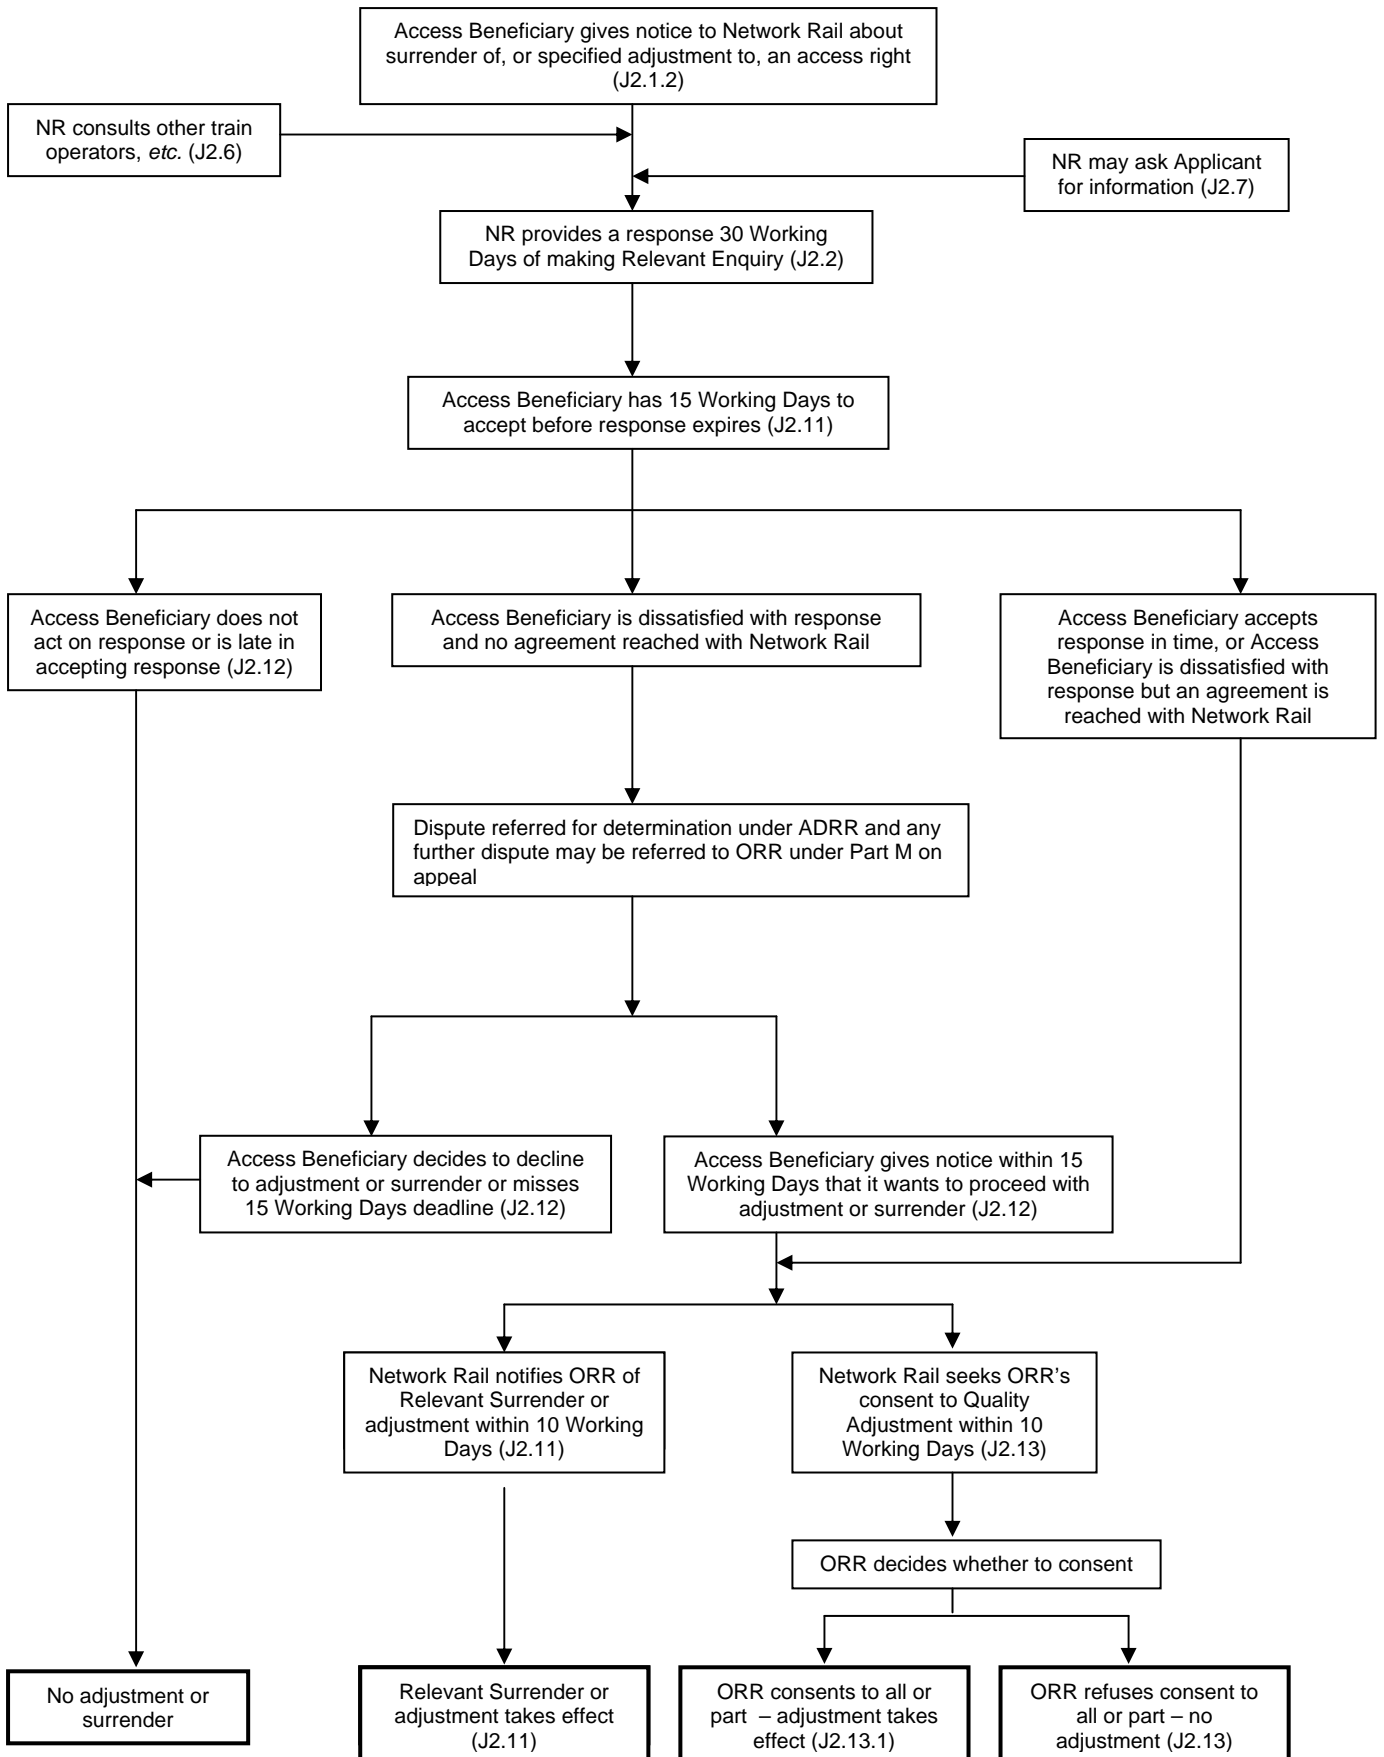 Access Beneficiary gives notice to Network Rail about
surrender of, or specified adjustment to, an access right
(J2.1.2)
NR consults other train
operators, etc. (J2.6)
NR may ask Applicant
for information (J2.7)
NR provides a response 30 Working
Days of making Relevant Enquiry (J2.2)
Access Beneficiary has 15 Working Days to
accept before response expires (J2.11)
Access Beneficiary does not
act on response or is late in
accepting response (J2.12)
Access Beneficiary is dissatisfied with response
and no agreement reached with Network Rail
Access Beneficiary accepts
response in time, or Access
Beneficiary is dissatisfied with
response but an agreement is
reached with Network Rail
Dispute referred for determination under ADRR and any
further dispute may be referred to ORR under Part M on
appeal
Access Beneficiary decides to decline
to adjustment or surrender or misses
15 Working Days deadline (J2.12)
Access Beneficiary gives notice within 15
Working Days that it wants to proceed with
adjustment or surrender (J2.12)
Network Rail notifies ORR of
Relevant Surrender or
adjustment within 10 Working
Days (J2.11)
Network Rail seeks ORR’s
consent to Quality
Adjustment within 10
Working Days (J2.13)
ORR decides whether to consent
No adjustment or
surrender
Relevant Surrender or
adjustment takes effect
(J2.11)
ORR consents to all or
part – adjustment takes
effect (J2.13.1)
ORR refuses consent to
all or part – no
adjustment (J2.13)